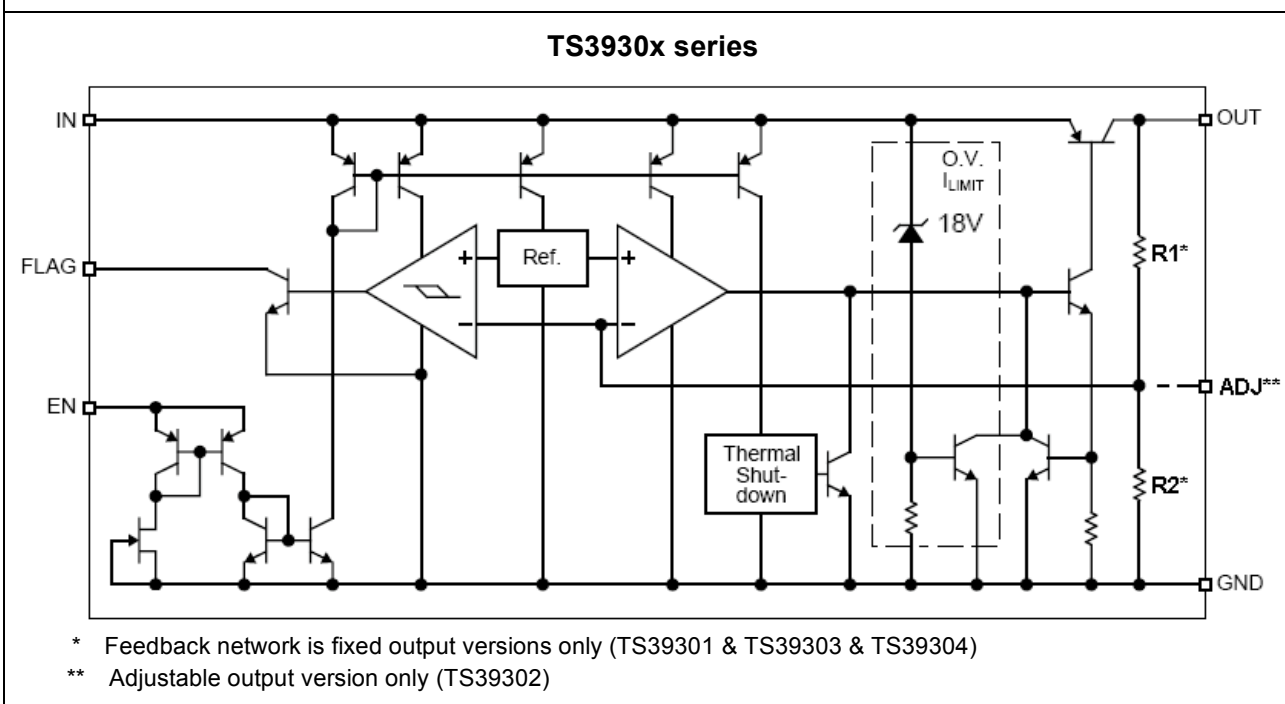 TS3930x series
IN
OUT
O.V.
ILIMIT
18V
R1*
FLAG
+
Ref.
+
−
−
ADJ**
EN
Thermal
Shut-
down
R2*
GND
* Feedback network is fixed output versions only (TS39301 & TS39303 & TS39304)
** Adjustable output version only (TS39302)